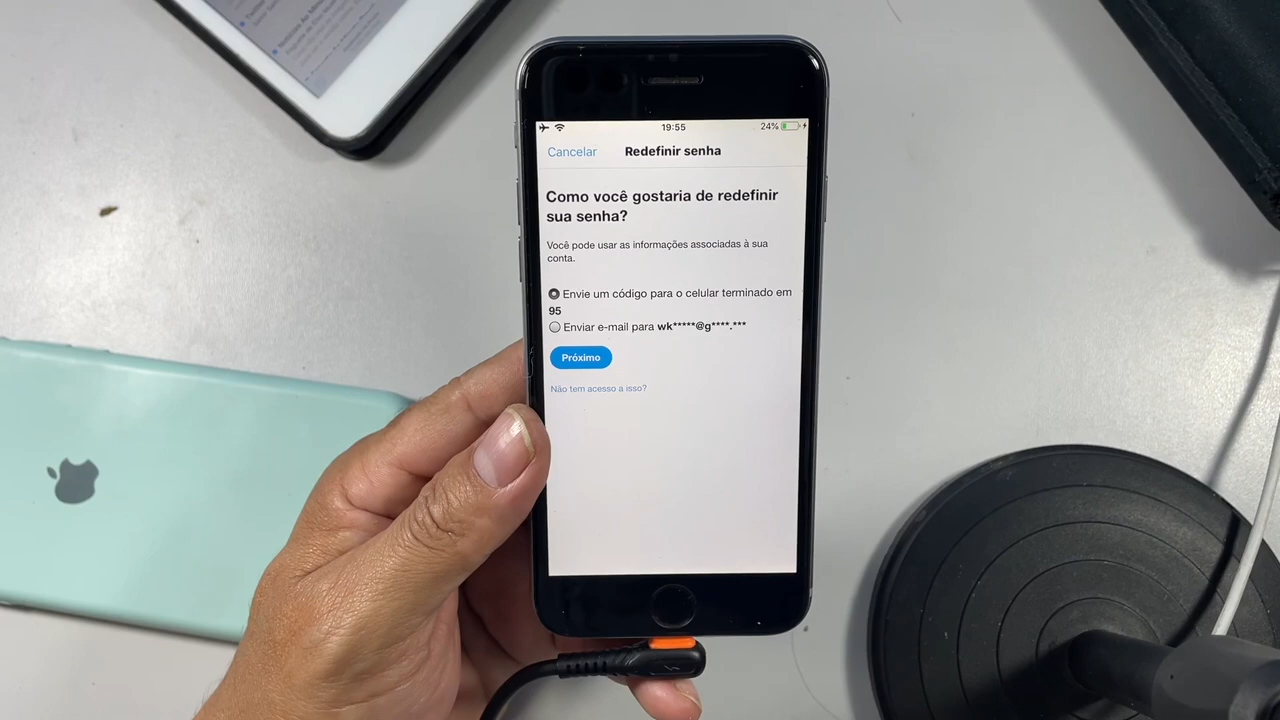 19:55
24%
Cancelar
Redefinir senha
Como você gostaria de redefinir
sua senha?
Você pode usar as informações associadas à sua
conta.
Envie um código para o celular terminado em
95
Enviar e-mail para wk*****@g****.***
Próximo
Não tem acesso a isso?